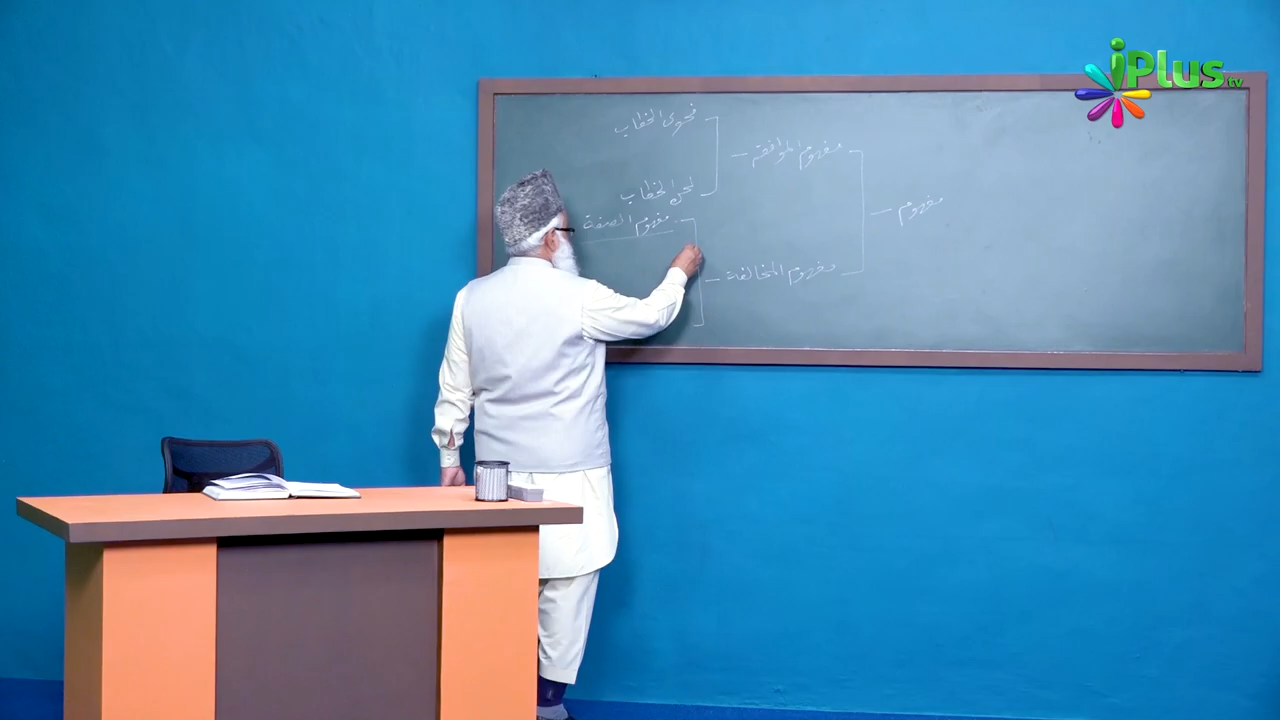 iPlus tv
فحوى الخطاب
مفهوم الموافقة
لحن الخطاب
مفهوم
مفهوم الصفة
مفهوم المخالفة